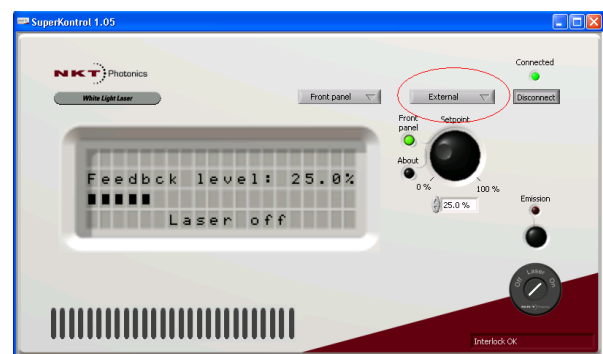 SuperKontrol 1.05
NKT Photonics
Connected
White Light Laser
Front panel
External
Disconnect
Front panel
Setpoint
About
0 %
100 %
25.0 %
Feedbck level: 25.0%
Laser off
Emission
Off
Laser
On
Interlock OK